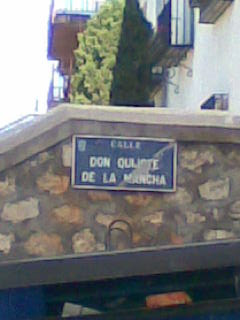 CALLE
DON QUIJOTE
DE LA MANCHA